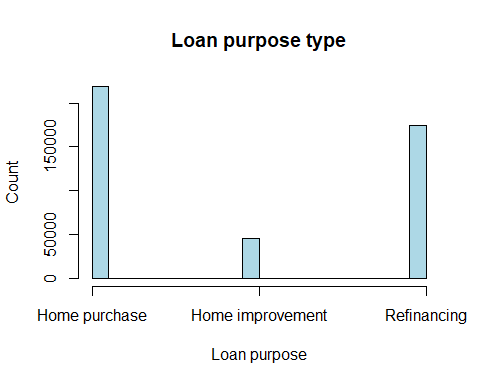 Loan purpose type
Count
150000
50000
0
Home purchase
Home improvement
Refinancing
Loan purpose